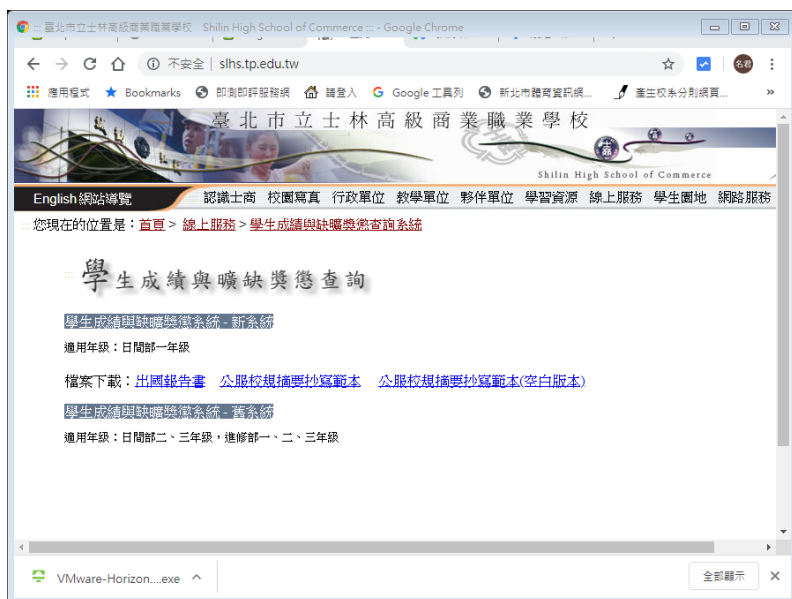 ::: 臺北市立士林高級商業職業學校 Shilin High School of Commerce ::: - Google Chrome
不安全 | slhs.tp.edu.tw
名君
應用程式 Bookmarks 即測即評服務網 請登入 Google 工具列 新北市體育資訊網... 產生校系分則網頁... »
臺北市立士林高級商業職業學校
Shilin High School of Commerce
English 網站導覽 認識士商 校園寫真 行政單位 教學單位 夥伴單位 學習資源 線上服務 學生園地 網路服務
您現在的位置是：首頁 > 線上服務 > 學生成績與缺曠獎懲查詢系統
學生成績與曠缺獎懲查詢
學生成績與缺曠獎懲系統 - 新系統
適用年級：日間部一年級
檔案下載：出國報告書 公服校規摘要抄寫範本 公服校規摘要抄寫範本(空白版本)
學生成績與缺曠獎懲系統 - 舊系統
適用年級：日間部二、三年級，進修部一、二、三年級
VMware-Horizon....exe
全部顯示